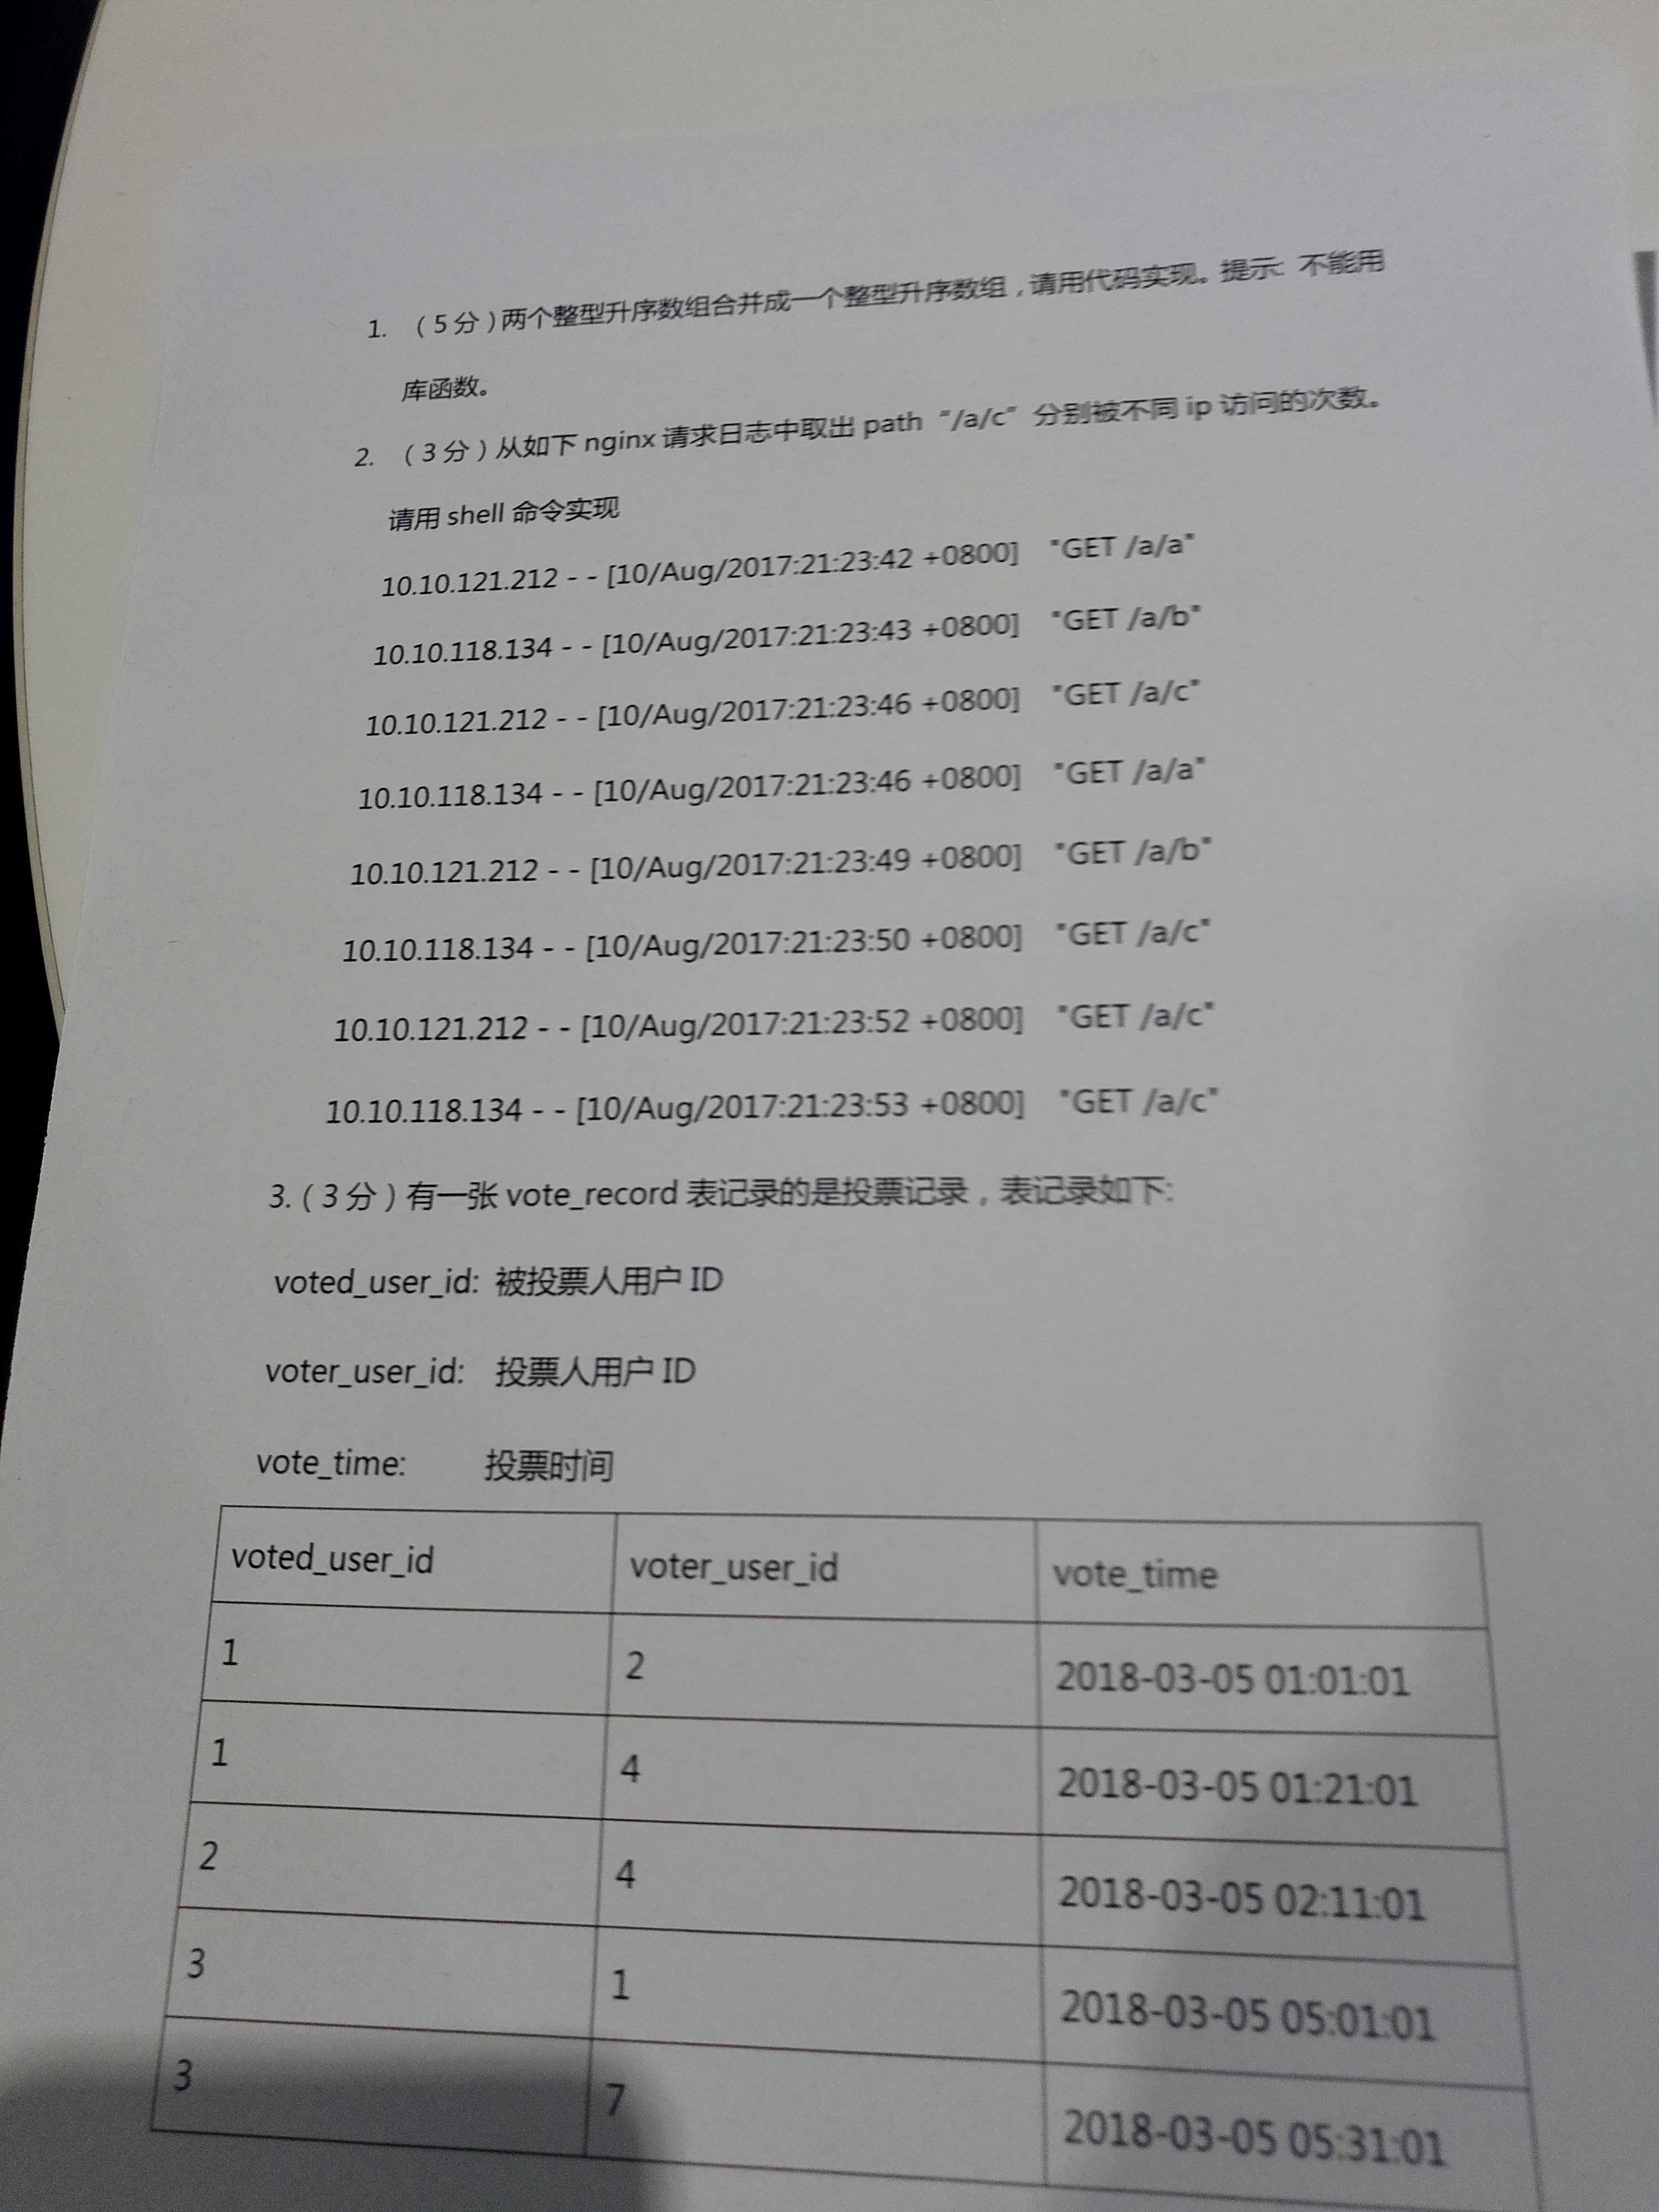 1. （5分）两个整型升序数组合并成一个整型升序数组，请用代码实现。提示: 不能用
库函数。
2. （3分）从如下 nginx 请求日志中取出 path “/a/c” 分别被不同 ip 访问的次数。
请用 shell 命令实现
10.10.121.212 - - [10/Aug/2017:21:23:42 +0800] "GET /a/a"
10.10.118.134 - - [10/Aug/2017:21:23:43 +0800] "GET /a/b"
10.10.121.212 - - [10/Aug/2017:21:23:46 +0800] "GET /a/c"
10.10.118.134 - - [10/Aug/2017:21:23:46 +0800] "GET /a/a"
10.10.121.212 - - [10/Aug/2017:21:23:49 +0800] "GET /a/b"
10.10.118.134 - - [10/Aug/2017:21:23:50 +0800] "GET /a/c"
10.10.121.212 - - [10/Aug/2017:21:23:52 +0800] "GET /a/c"
10.10.118.134 - - [10/Aug/2017:21:23:53 +0800] "GET /a/c"
3.（3分）有一张 vote_record 表记录的是投票记录，表记录如下:
voted_user_id: 被投票人用户 ID
voter_user_id: 投票人用户 ID
vote_time: 投票时间
voted_user_id voter_user_id vote_time
1 2 2018-03-05 01:01:01
1 4 2018-03-05 01:21:01
2 4 2018-03-05 02:11:01
3 1 2018-03-05 05:01:01
3 7 2018-03-05 05:31:01